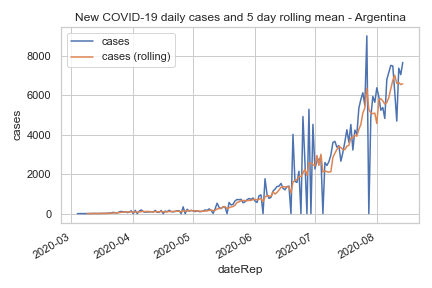 New COVID-19 daily cases and 5 day rolling mean - Argentina
cases
cases (rolling)
8000
6000
4000
2000
0
cases
2020-03
2020-04
2020-05
2020-06
2020-07
2020-08
dateRep